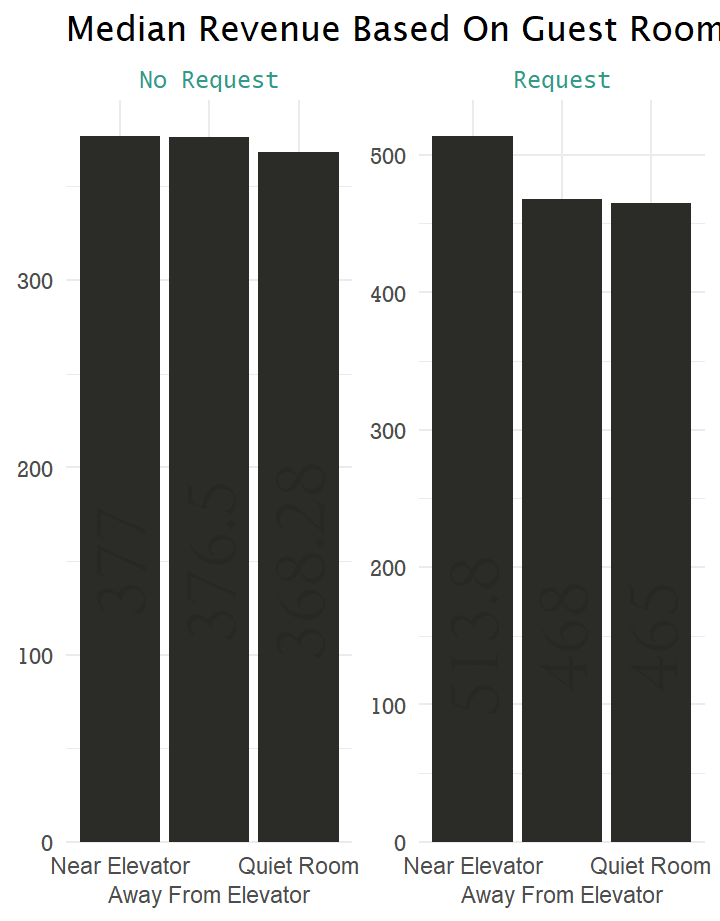 Median Revenue Based On Guest Room
No Request
Request
300
200
100
0
377
376.5
368.28
Near Elevator
Away From Elevator
Quiet Room
500
400
300
200
100
0
513.8
468
465
Near Elevator
Away From Elevator
Quiet Room